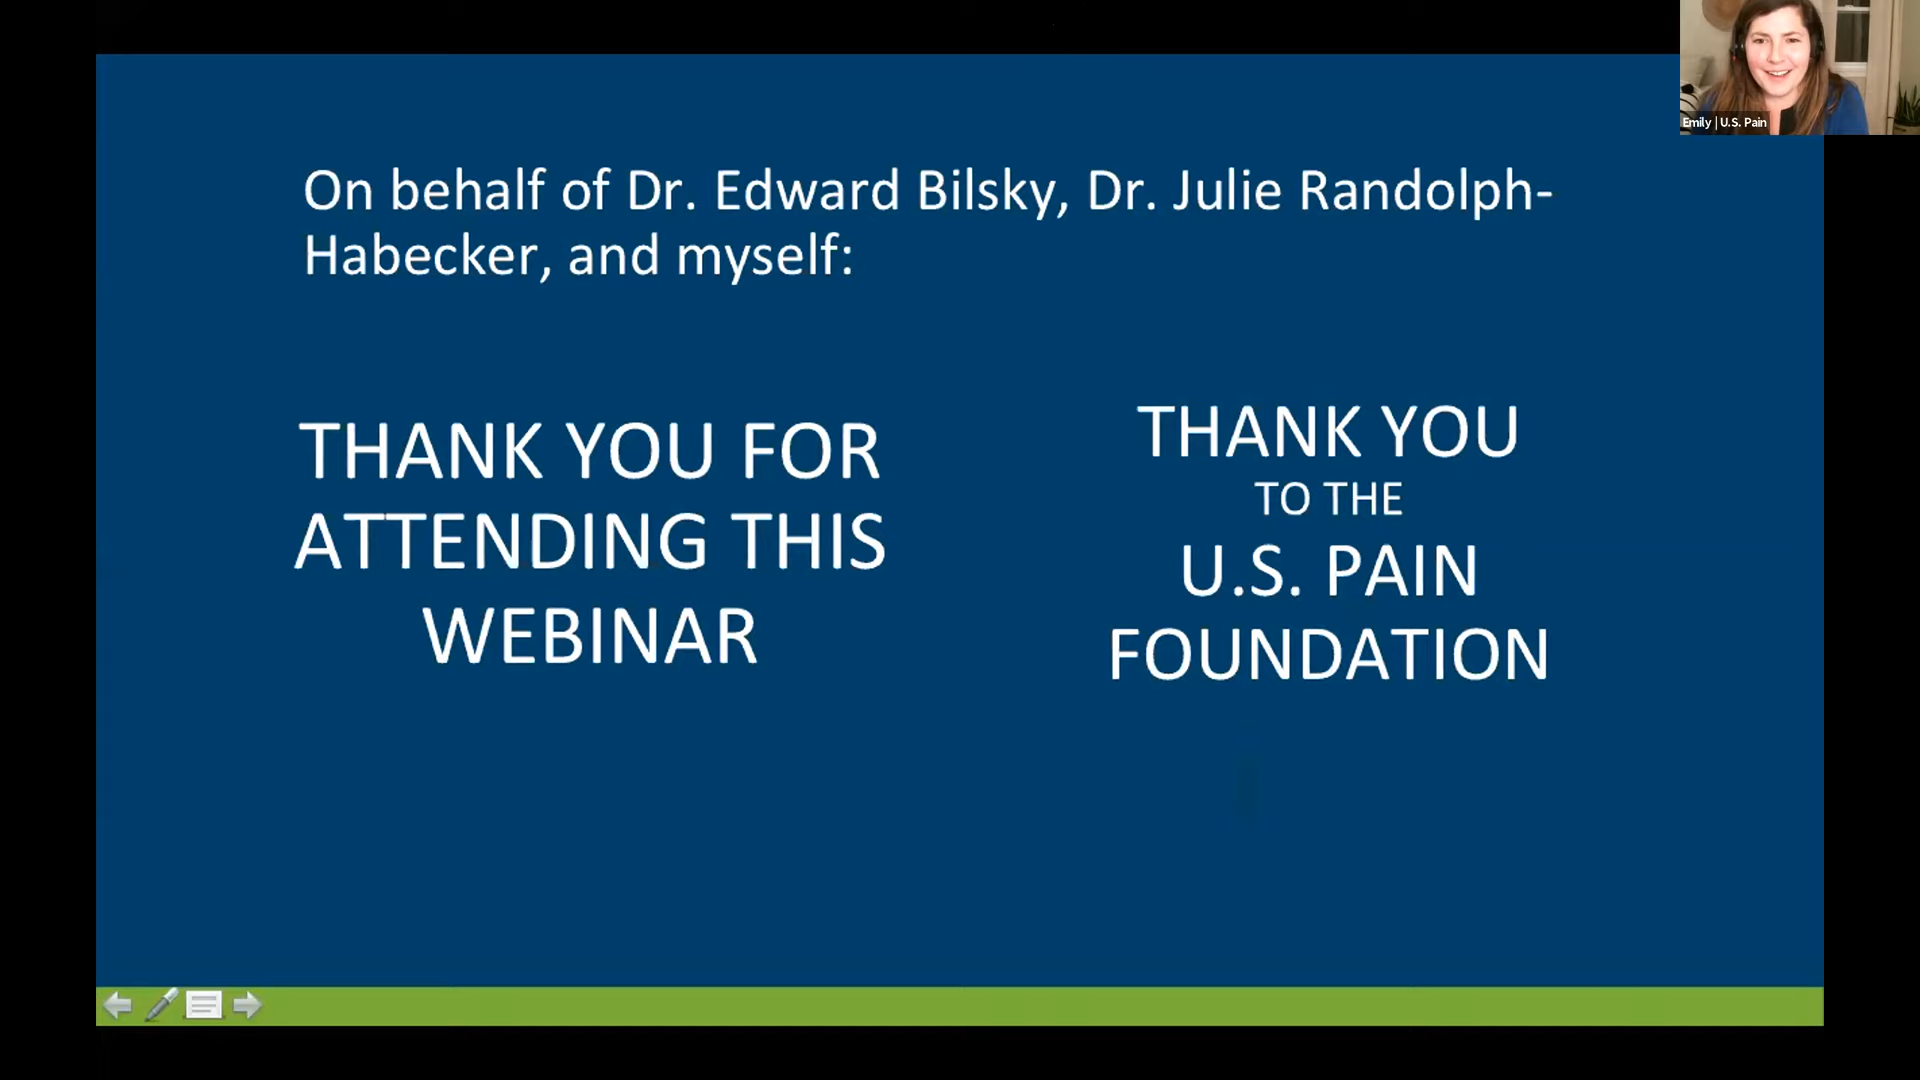 Emily | U.S. Pain
On behalf of Dr. Edward Bilsky, Dr. Julie Randolph-
Habecker, and myself:
THANK YOU FOR
ATTENDING THIS
WEBINAR
THANK YOU
TO THE
U.S. PAIN
FOUNDATION